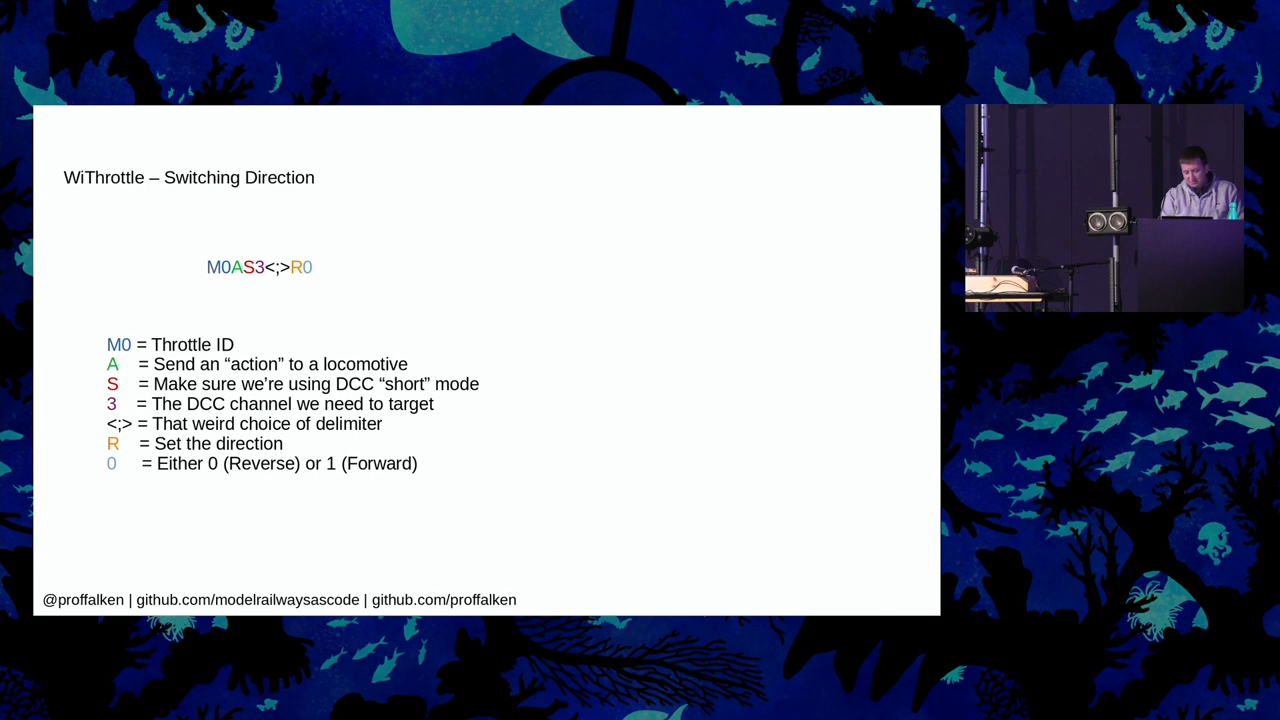 WiThrottle – Switching Direction
M0AS3<;>R0
M0 = Throttle ID
A = Send an “action” to a locomotive
S = Make sure we’re using DCC “short” mode
3 = The DCC channel we need to target
<;> = That weird choice of delimiter
R = Set the direction
0 = Either 0 (Reverse) or 1 (Forward)
@proffalken | github.com/modelrailwaysascode | github.com/proffalken